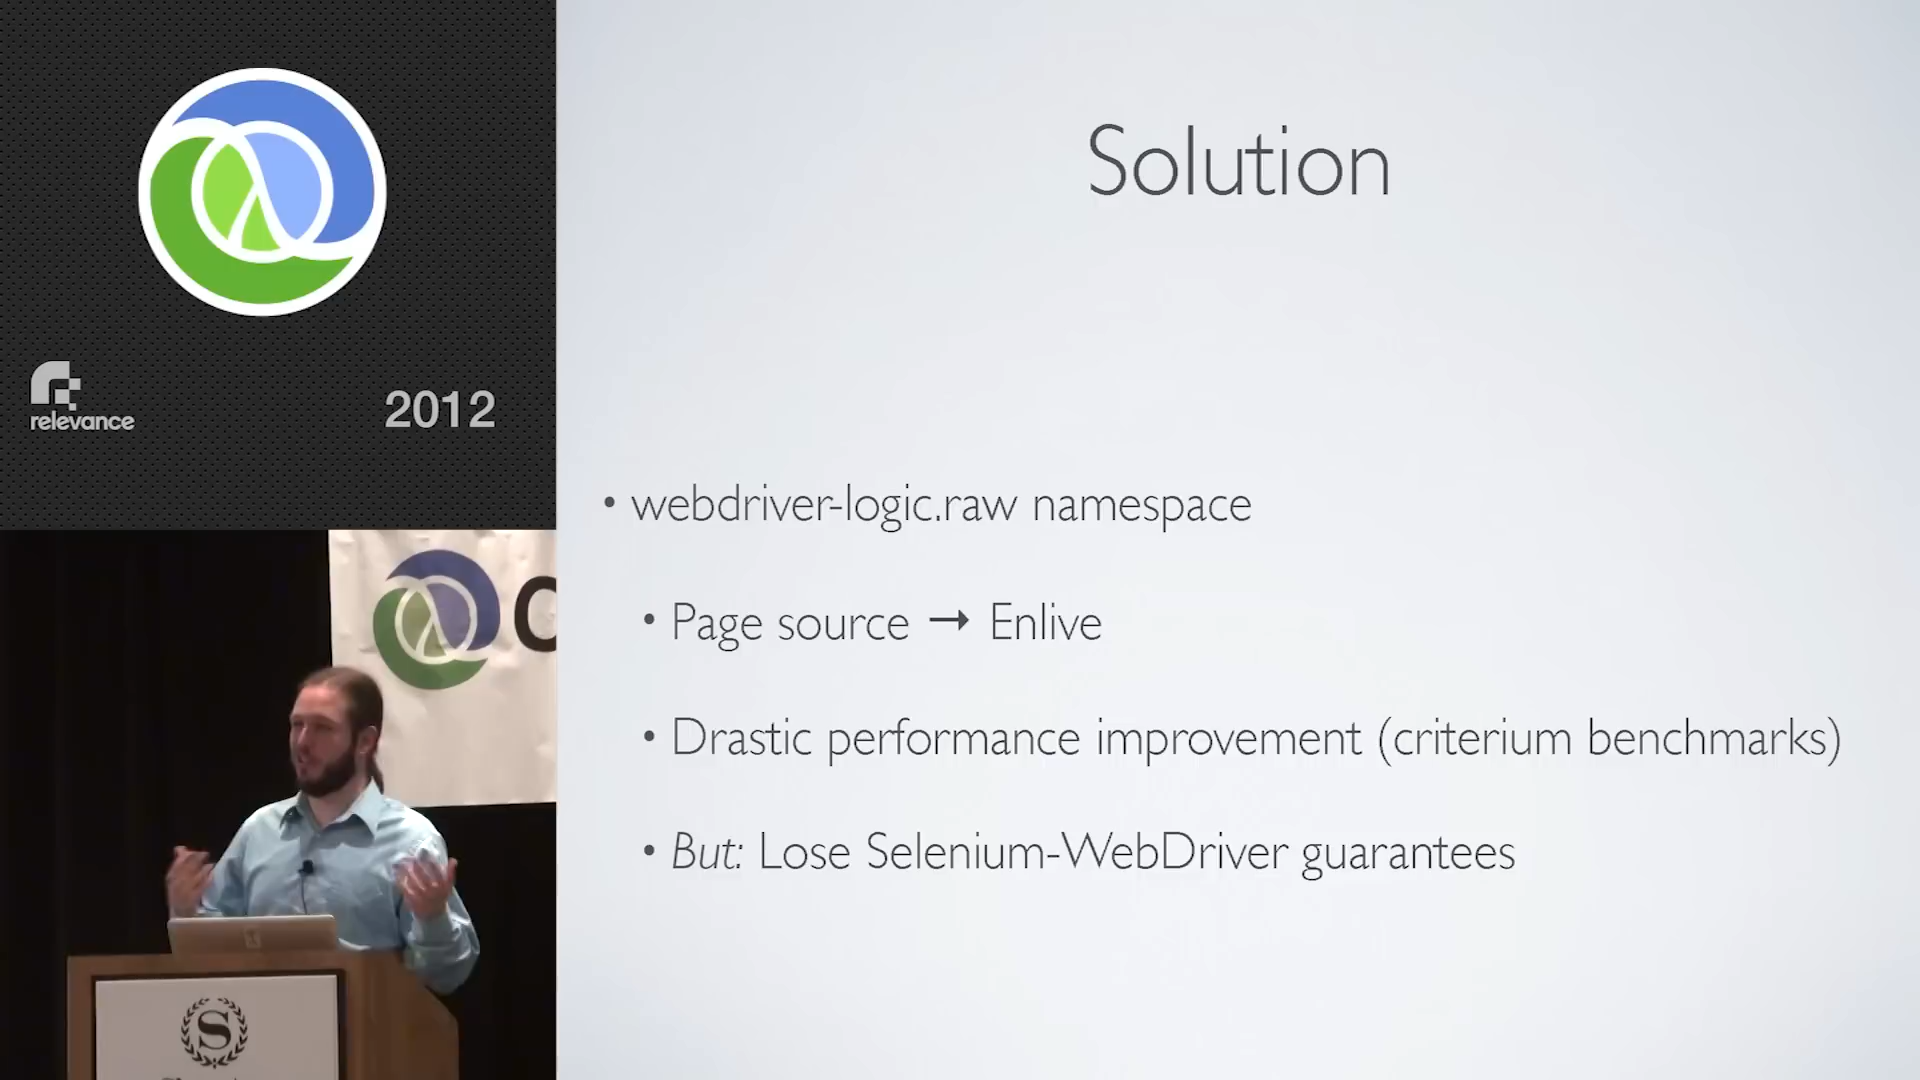 relevance
2012
Solution
• webdriver-logic.raw namespace
• Page source → Enlive
• Drastic performance improvement (criterium benchmarks)
• But: Lose Selenium-WebDriver guarantees
C
S